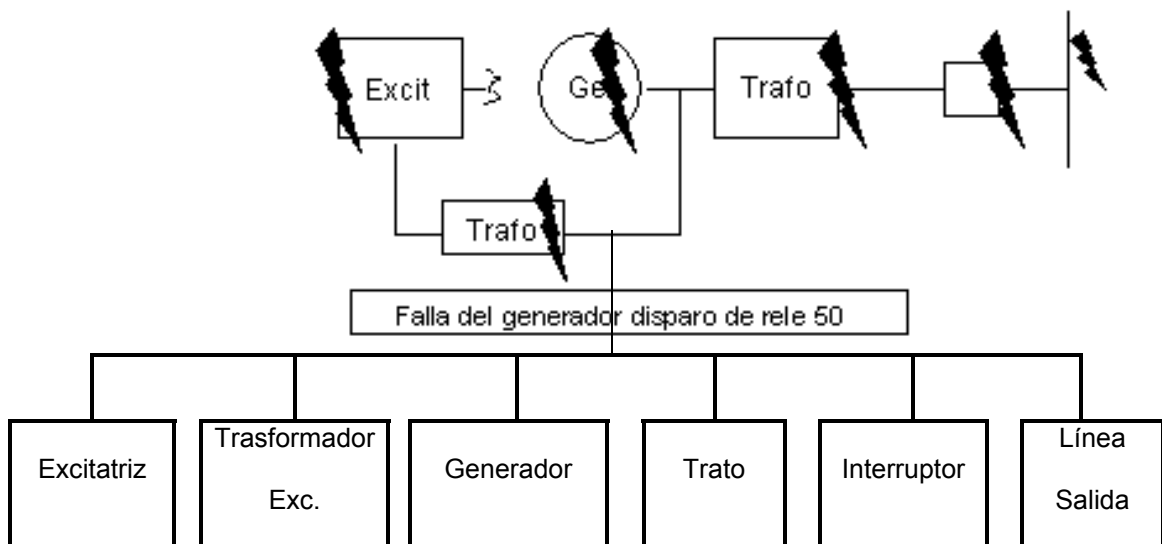 Excit
Ge
Trafo
Trafo
Falla del generador disparo de rele 50
Excitatriz
Trasformador
Exc.
Generador
Trato
Interruptor
Línea
Salida